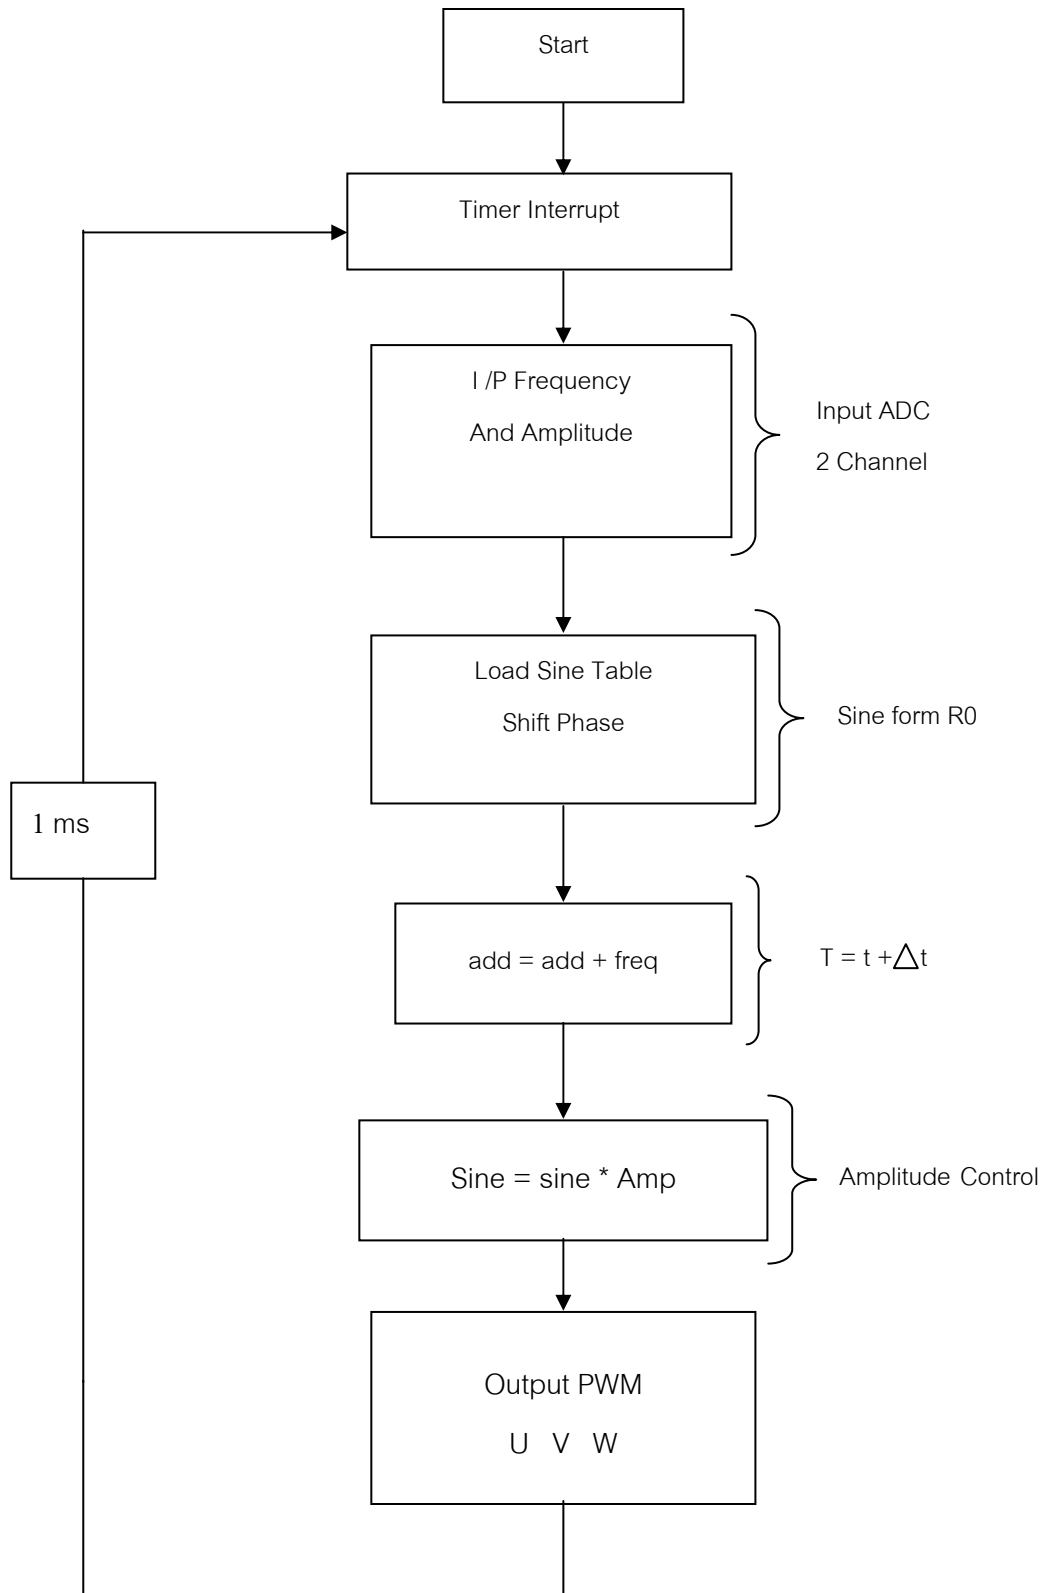 Start
Timer Interrupt
I /P Frequency
And Amplitude
Input ADC
2 Channel
Load Sine Table
Shift Phase
Sine form R0
1 ms
add = add + freq
T = t +△t
Sine = sine * Amp
Amplitude Control
Output PWM
U V W